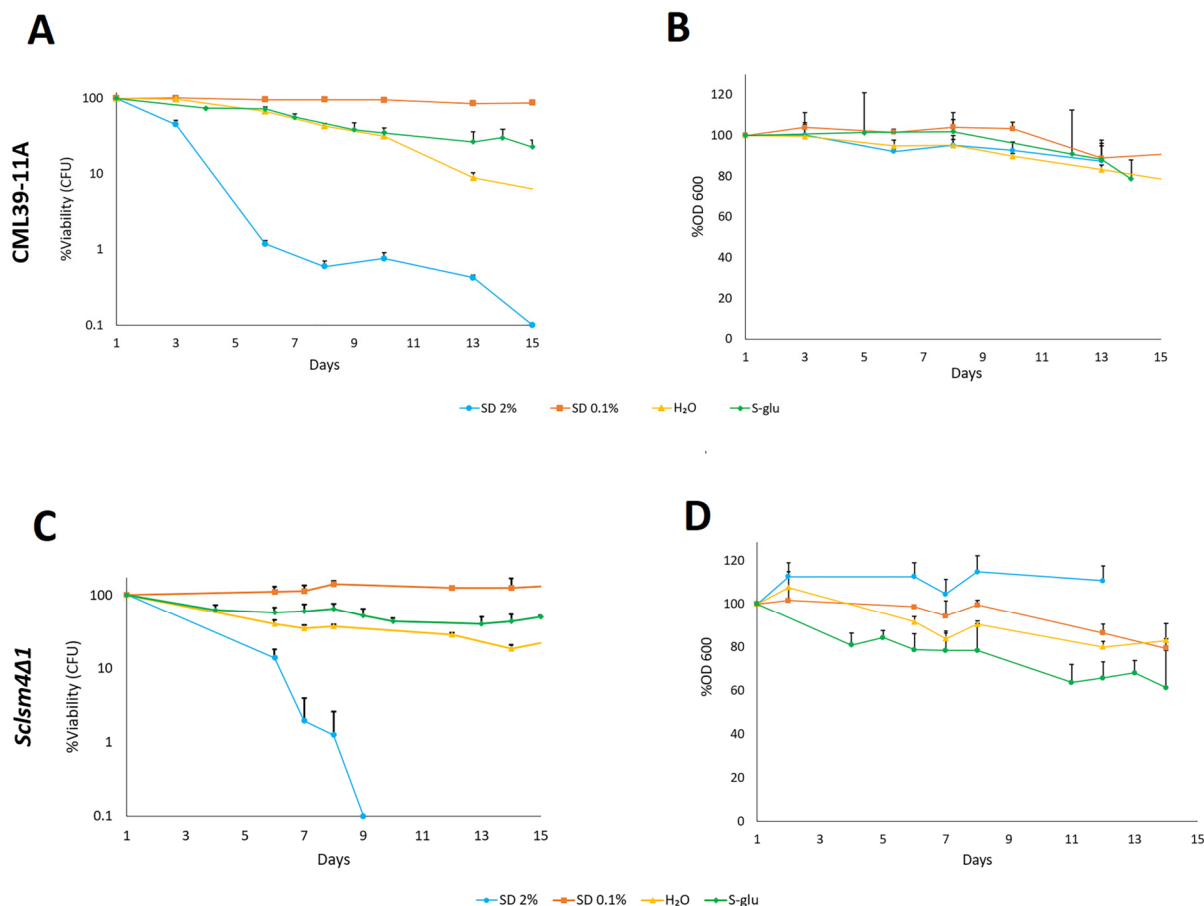 A
CML39-11A
%Viability (CFU)
100
10
1
0.1
1 3 5 7 9 11 13 15
Days
B
%OD 600
120
100
80
60
40
20
0
1 3 5 7 9 11 13 15
Days
SD 2% SD 0.1% H₂O S-glu
C
Sclsm4Δ1
%Viability (CFU)
100
10
1
0.1
1 3 5 7 9 11 13 15
Days
D
%OD 600
120
100
80
60
40
20
0
1 3 5 7 9 11 13 15
Days
SD 2% SD 0.1% H₂O S-glu